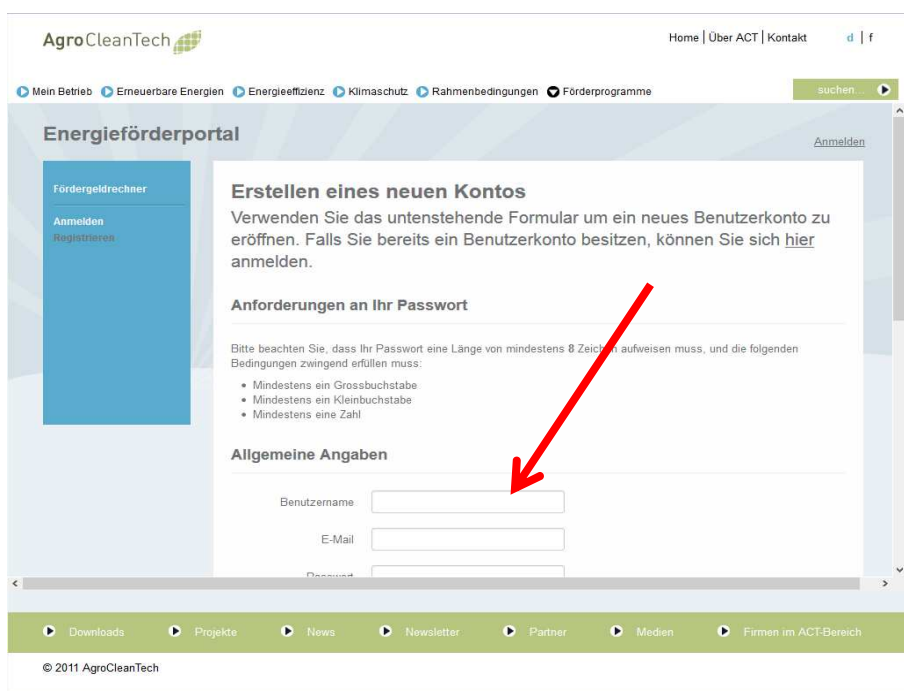 AgroCleanTech
Home | Über ACT | Kontakt d | f
Mein Betrieb Erneuerbare Energien Energieeffizienz Klimaschutz Rahmenbedingungen Förderprogramme suchen...
Energieförderportal
Anmelden
Fördergeldrechner
Anmelden
Registrieren
Erstellen eines neuen Kontos
Verwenden Sie das untenstehende Formular um ein neues Benutzerkonto zu
eröffnen. Falls Sie bereits ein Benutzerkonto besitzen, können Sie sich hier
anmelden.
Anforderungen an Ihr Passwort
Bitte beachten Sie, dass Ihr Passwort eine Länge von mindestens 8 Zeichen aufweisen muss, und die folgenden
Bedingungen zwingend erfüllen muss:
• Mindestens ein Grossbuchstabe
• Mindestens ein Kleinbuchstabe
• Mindestens eine Zahl
Allgemeine Angaben
Benutzername
E-Mail
Passwort
Downloads Projekte News Newsletter Partner Medien Firmen im ACT-Bereich
© 2011 AgroCleanTech